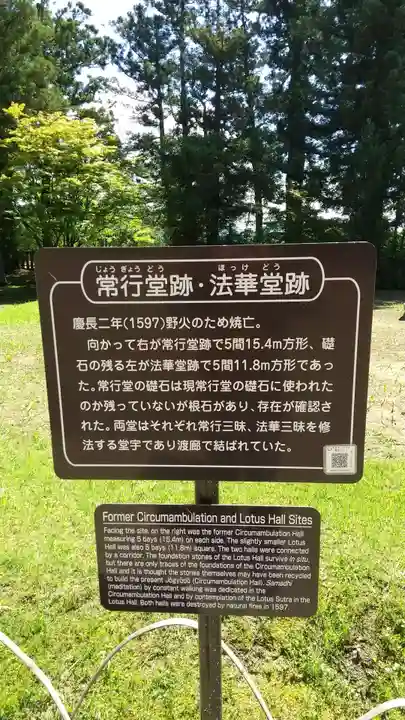 じょう ぎょう どう ほっ け どう
常行堂跡・法華堂跡
慶長二年(1597)野火のため焼亡。
向かって右が常行堂跡で5間15.4m方形、礎
石の残る左が法華堂跡で5間11.8m方形であっ
た。常行堂の礎石は現常行堂の礎石に使われた
のか残っていないが根石があり、存在が確認さ
れた。両堂はそれぞれ常行三昧、法華三昧を修
法する堂宇であり渡廊で結ばれていた。
Former Circumambulation and Lotus Hall Sites
Facing the site, on the right was the former Circumambulation Hall
measuring 5 bays (15.4m) on each side. The slightly smaller Lotus
Hall was also 5 bays (11.8m) square. The two halls were connected
by a corridor. The foundation stones of the Lotus Hall survive in situ,
but there are only traces of the foundations of the Circumambulation
Hall and it is thought the stones themselves may have been recycled
to build the present Jōgyōdō (Circumambulation Hall). Samadhi
(meditation) by constant walking was dedicated in the
Circumambulation Hall and by contemplation of the Lotus Sutra in the
Lotus Hall. Both halls were destroyed by natural fires in 1597.